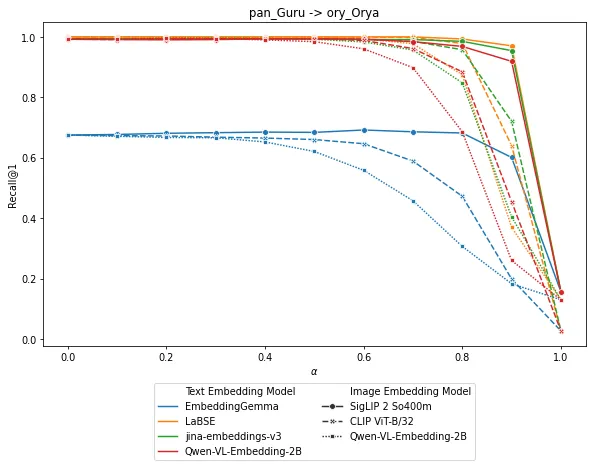 pan_Guru -> ory_Orya
1.0
0.8
0.6
0.4
0.2
0.0
Recall@1
0.0 0.2 0.4 0.6 0.8 1.0
α
Text Embedding Model Image Embedding Model
EmbeddingGemma SigLIP 2 So400m
LaBSE CLIP ViT-B/32
jina-embeddings-v3 Qwen-VL-Embedding-2B
Qwen-VL-Embedding-2B